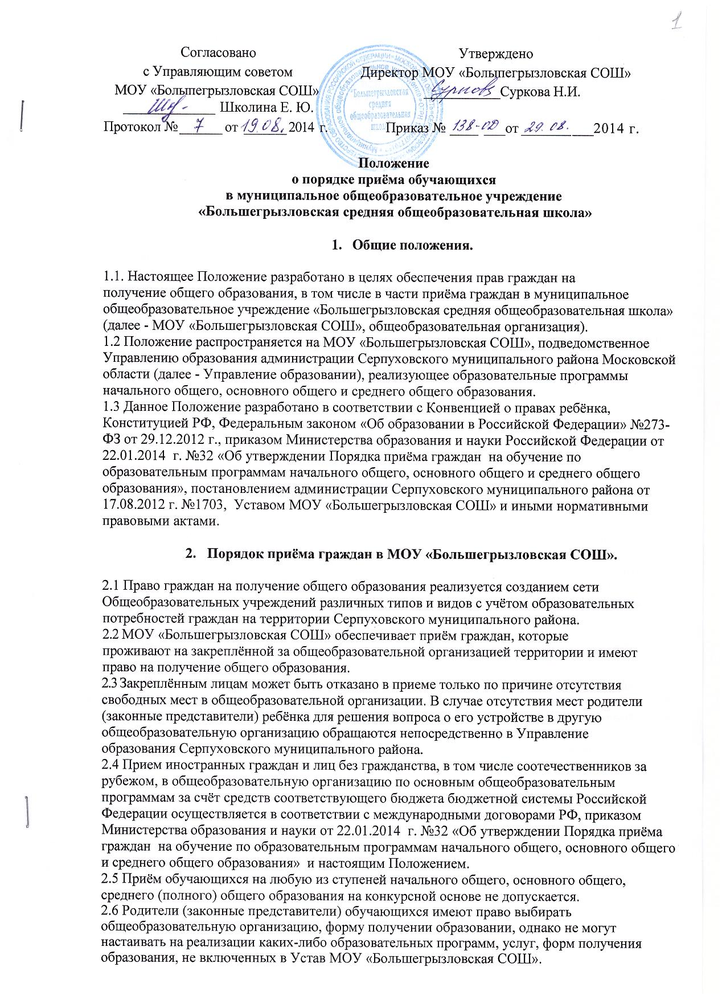 1
Согласовано
с Управляющим советом
МОУ «Большегрызловская СОШ»
Школина Е. Ю.
Протокол № 7 от 19.08. 2014 г.
Утверждено
Директор МОУ «Большегрызловская СОШ»
Суркова Н.И.
Приказ № 138-ОД от 29. 08. 2014 г.
"Большегрызловская
средняя
общеобразовательная
школа"
Положение
о порядке приёма обучающихся
в муниципальное общеобразовательное учреждение
«Большегрызловская средняя общеобразовательная школа»
1. Общие положения.
1.1. Настоящее Положение разработано в целях обеспечения прав граждан на
получение общего образования, в том числе в части приёма граждан в муниципальное
общеобразовательное учреждение «Большегрызловская средняя общеобразовательная школа»
(далее - МОУ «Большегрызловская СОШ», общеобразовательная организация).
1.2 Положение распространяется на МОУ «Большегрызловская СОШ», подведомственное
Управлению образования администрации Серпуховского муниципального района Московской
области (далее - Управление образовании), реализующее образовательные программы
начального общего, основного общего и среднего общего образования.
1.3 Данное Положение разработано в соответствии с Конвенцией о правах ребёнка,
Конституцией РФ, Федеральным законом «Об образовании в Российской Федерации» №273-
ФЗ от 29.12.2012 г., приказом Министерства образования и науки Российской Федерации от
22.01.2014 г. №32 «Об утверждении Порядка приёма граждан на обучение по
образовательным программам начального общего, основного общего и среднего общего
образования», постановлением администрации Серпуховского муниципального района от
17.08.2012 г. №1703, Уставом МОУ «Большегрызловская СОШ» и иными нормативными
правовыми актами.
2. Порядок приёма граждан в МОУ «Большегрызловская СОШ».
2.1 Право граждан на получение общего образования реализуется созданием сети
Общеобразовательных учреждений различных типов и видов с учётом образовательных
потребностей граждан на территории Серпуховского муниципального района.
2.2 МОУ «Большегрызловская СОШ» обеспечивает приём граждан, которые
проживают на закреплённой за общеобразовательной организацией территории и имеют
право на получение общего образования.
2.3 Закреплённым лицам может быть отказано в приеме только по причине отсутствия
свободных мест в общеобразовательной организации. В случае отсутствия мест родители
(законные представители) ребёнка для решения вопроса о его устройстве в другую
общеобразовательную организацию обращаются непосредственно в Управление
образования Серпуховского муниципального района.
2.4 Прием иностранных граждан и лиц без гражданства, в том числе соотечественников за
рубежом, в общеобразовательную организацию по основным общеобразовательным
программам за счёт средств соответствующего бюджета бюджетной системы Российской
Федерации осуществляется в соответствии с международными договорами РФ, приказом
Министерства образования и науки от 22.01.2014 г. №32 «Об утверждении Порядка приёма
граждан на обучение по образовательным программам начального общего, основного общего
и среднего общего образования» и настоящим Положением.
2.5 Приём обучающихся на любую из ступеней начального общего, основного общего,
среднего (полного) общего образования на конкурсной основе не допускается.
2.6 Родители (законные представители) обучающихся имеют право выбирать
общеобразовательную организацию, форму получении образовании, однако не могут
настаивать на реализации каких-либо образовательных программ, услуг, форм получения
образования, не включенных в Устав МОУ «Большегрызловская СОШ».